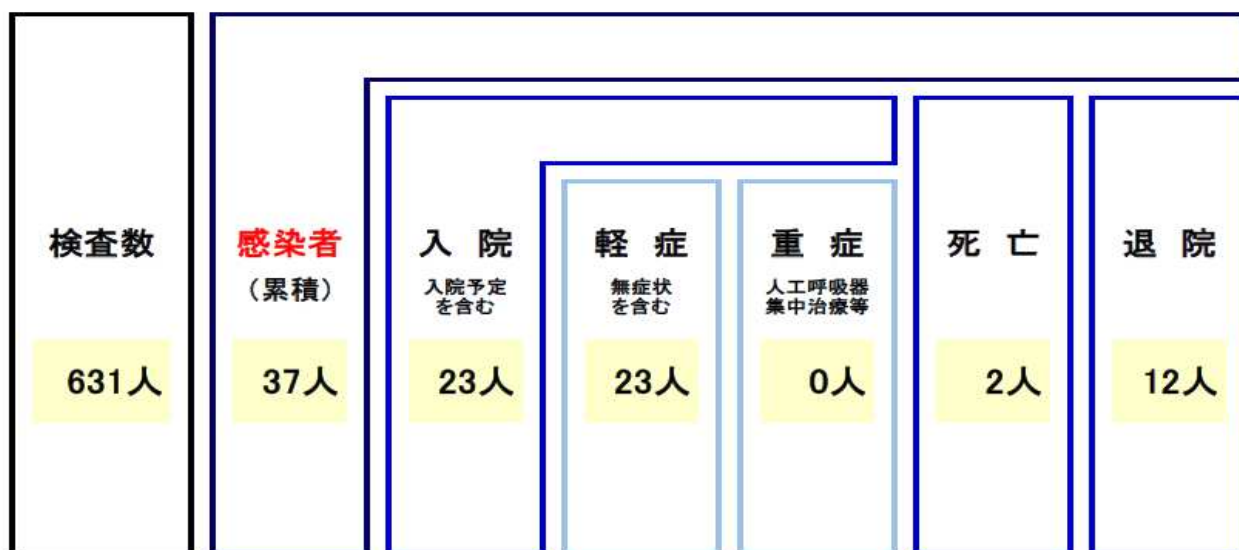 検査数
631人
感染者
（累積）
37人
入 院
入院予定
を含む
23人
軽 症
無症状
を含む
23人
重 症
人工呼吸器
集中治療等
0人
死 亡
2人
退 院
12人